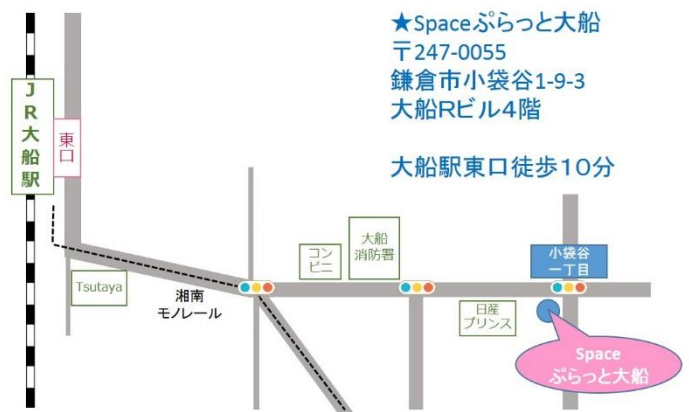 ★Spaceぷらっと大船
〒247-0055
鎌倉市小袋谷1-9-3
大船Rビル4階
大船駅東口徒歩10分
JR大船駅
東口
Tsutaya
湘南
モノレール
コン
ビニ
大船
消防署
小袋谷
一丁目
日産
プリンス
Space
ぷらっと大船